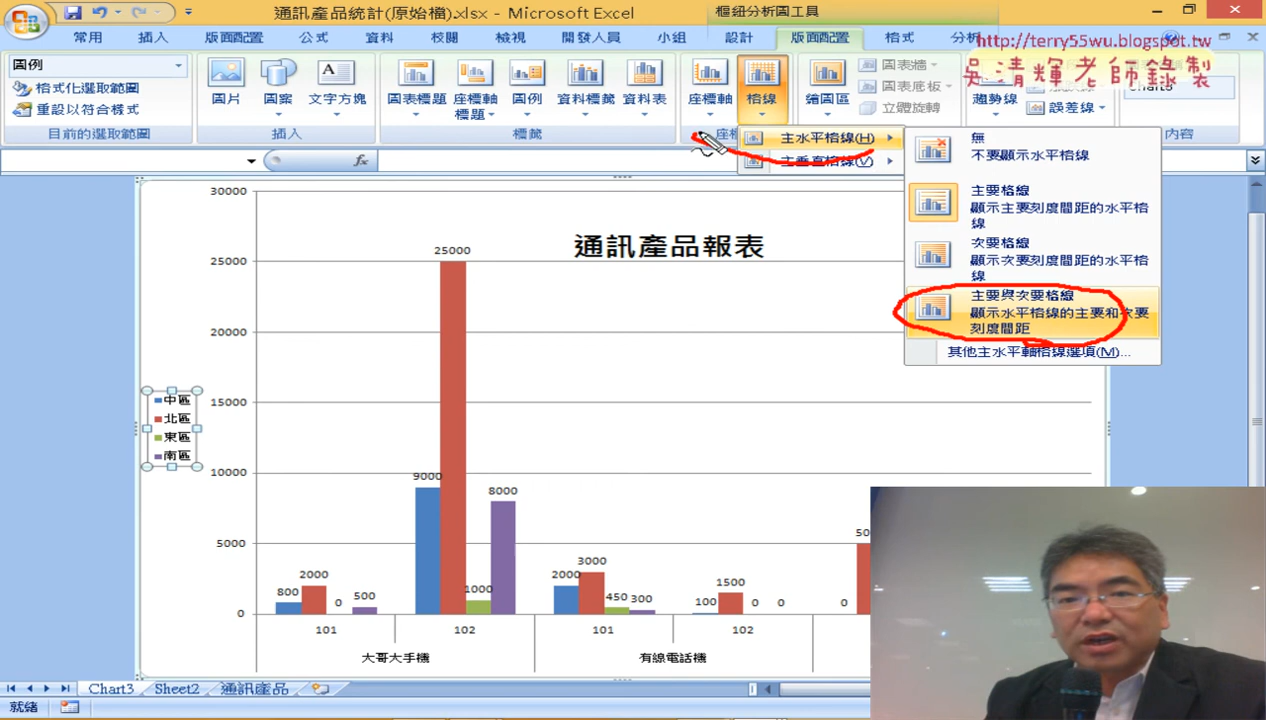 通訊產品統計(原始檔).xlsx - Microsoft Excel
樞紐分析圖工具
常用 插入 版面配置 公式 資料 校閱 檢視 開發人員 小組 設計 版面配置 格式 分析
http://terry55wu.blogspot.tw
吳清輝老師錄製
圖例
格式化選取範圍
重設以符合樣式
目前的選取範圍
圖片 圖案 文字方塊
插入
圖表標題 座標軸標題 圖例 資料標籤 資料表
標籤
座標軸 格線
繪圖區 圖表牆
圖表底板
立體旋轉
趨勢線
誤差線
內容
主水平格線(H)
主垂直格線(V)
無
不要顯示水平格線
主要格線
顯示主要刻度間距的水平格
線
次要格線
顯示次要刻度間距的水平格
線
主要與次要格線
顯示水平格線的主要和次要
刻度間距
其他主水平軸格線選項(M)...
fx
通訊產品報表
30000
25000
20000
15000
10000
5000
0
中區
北區
東區
南區
800 2000 0 500
9000 25000 1000 8000
2000 3000 450 300
100 1500 0 0
0
101 102 101 102
大哥大手機 有線電話機
Chart3 Sheet2 通訊產品
就緒